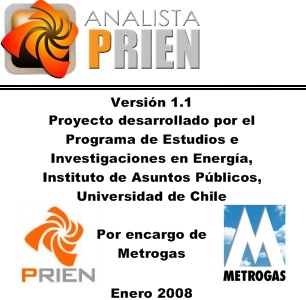 ANALISTA
PRIEN
Versión 1.1
Proyecto desarrollado por el
Programa de Estudios e
Investigaciones en Energía,
Instituto de Asuntos Públicos,
Universidad de Chile
PRIEN
Por encargo de
Metrogas
METROGAS
Enero 2008